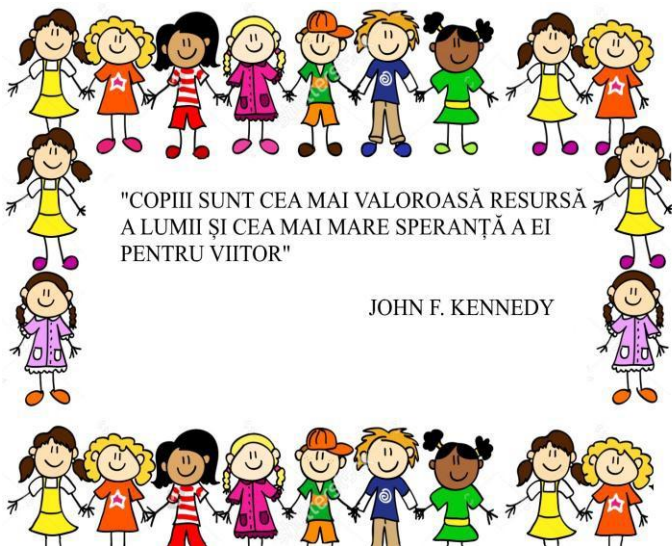 "COPIII SUNT CEA MAI VALOROASĂ RESURSĂ
A LUMII ȘI CEA MAI MARE SPERANȚĂ A EI
PENTRU VIITOR"
JOHN F. KENNEDY